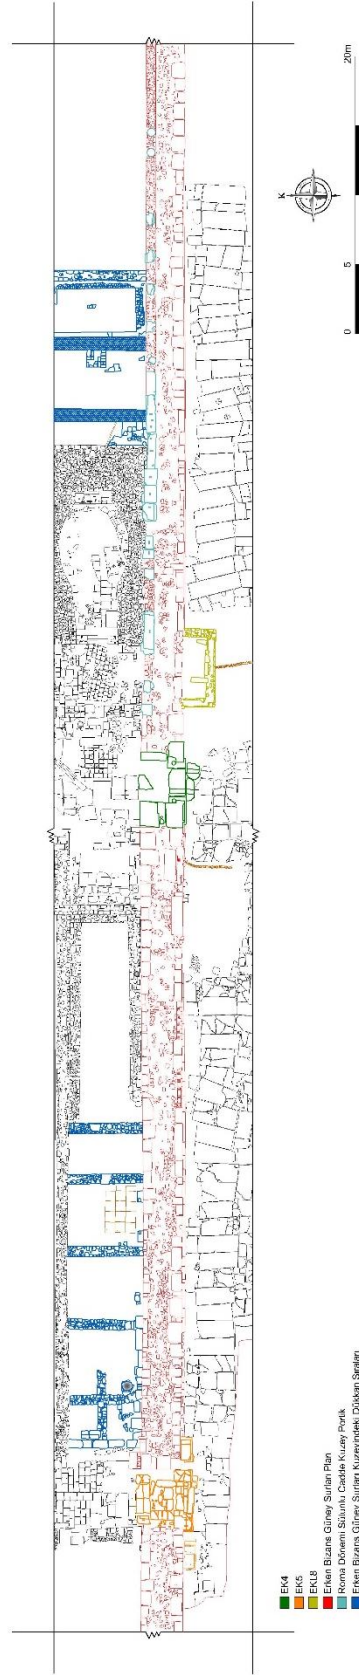 K
0
5
20m
EK4
EK5
EKL8
Erken Bizans Güney Surları Plan
Roma Dönemi Sütunlu Cadde Kuzey Portik
Erken Bizans Güney Surları Kuzeyindeki Dükkan Sıraları